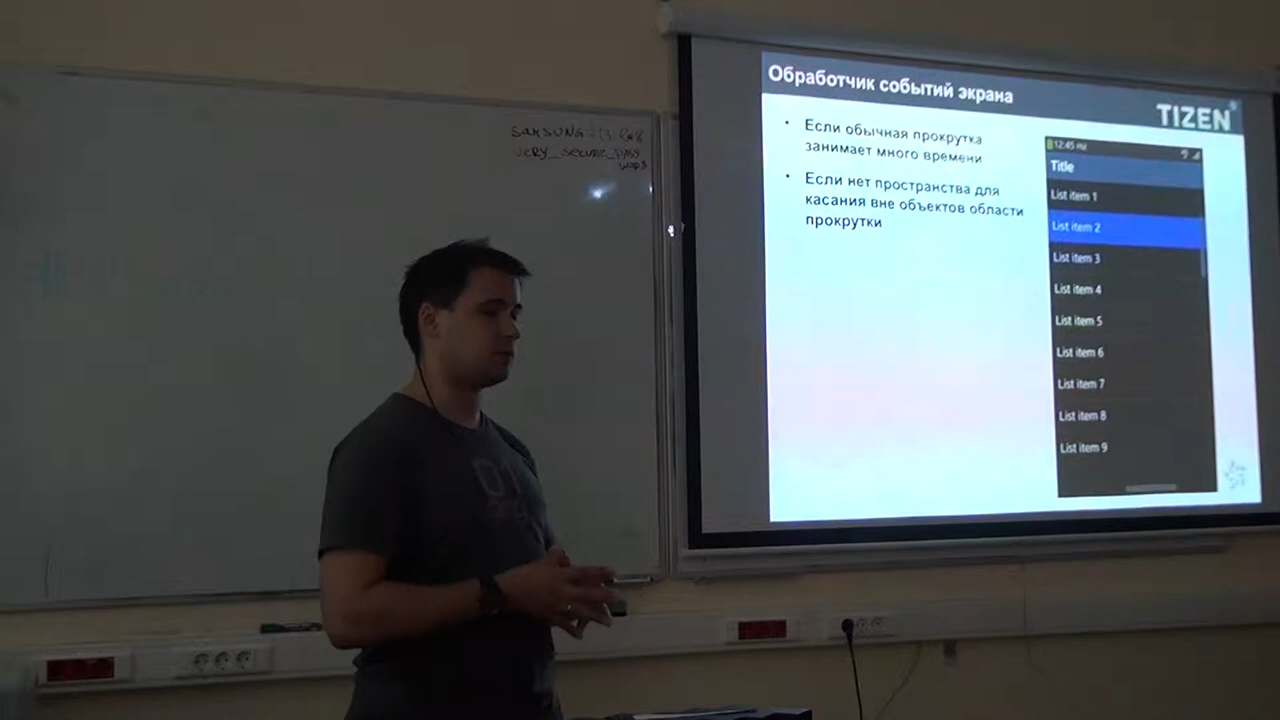 Обработчик событий экрана
TIZEN
• Если обычная прокрутка
занимает много времени
• Если нет пространства для
касания вне объектов области
прокрутки
12:45 PM
Title
List item 1
List item 2
List item 3
List item 4
List item 5
List item 6
List item 7
List item 8
List item 9
SAMSUNG